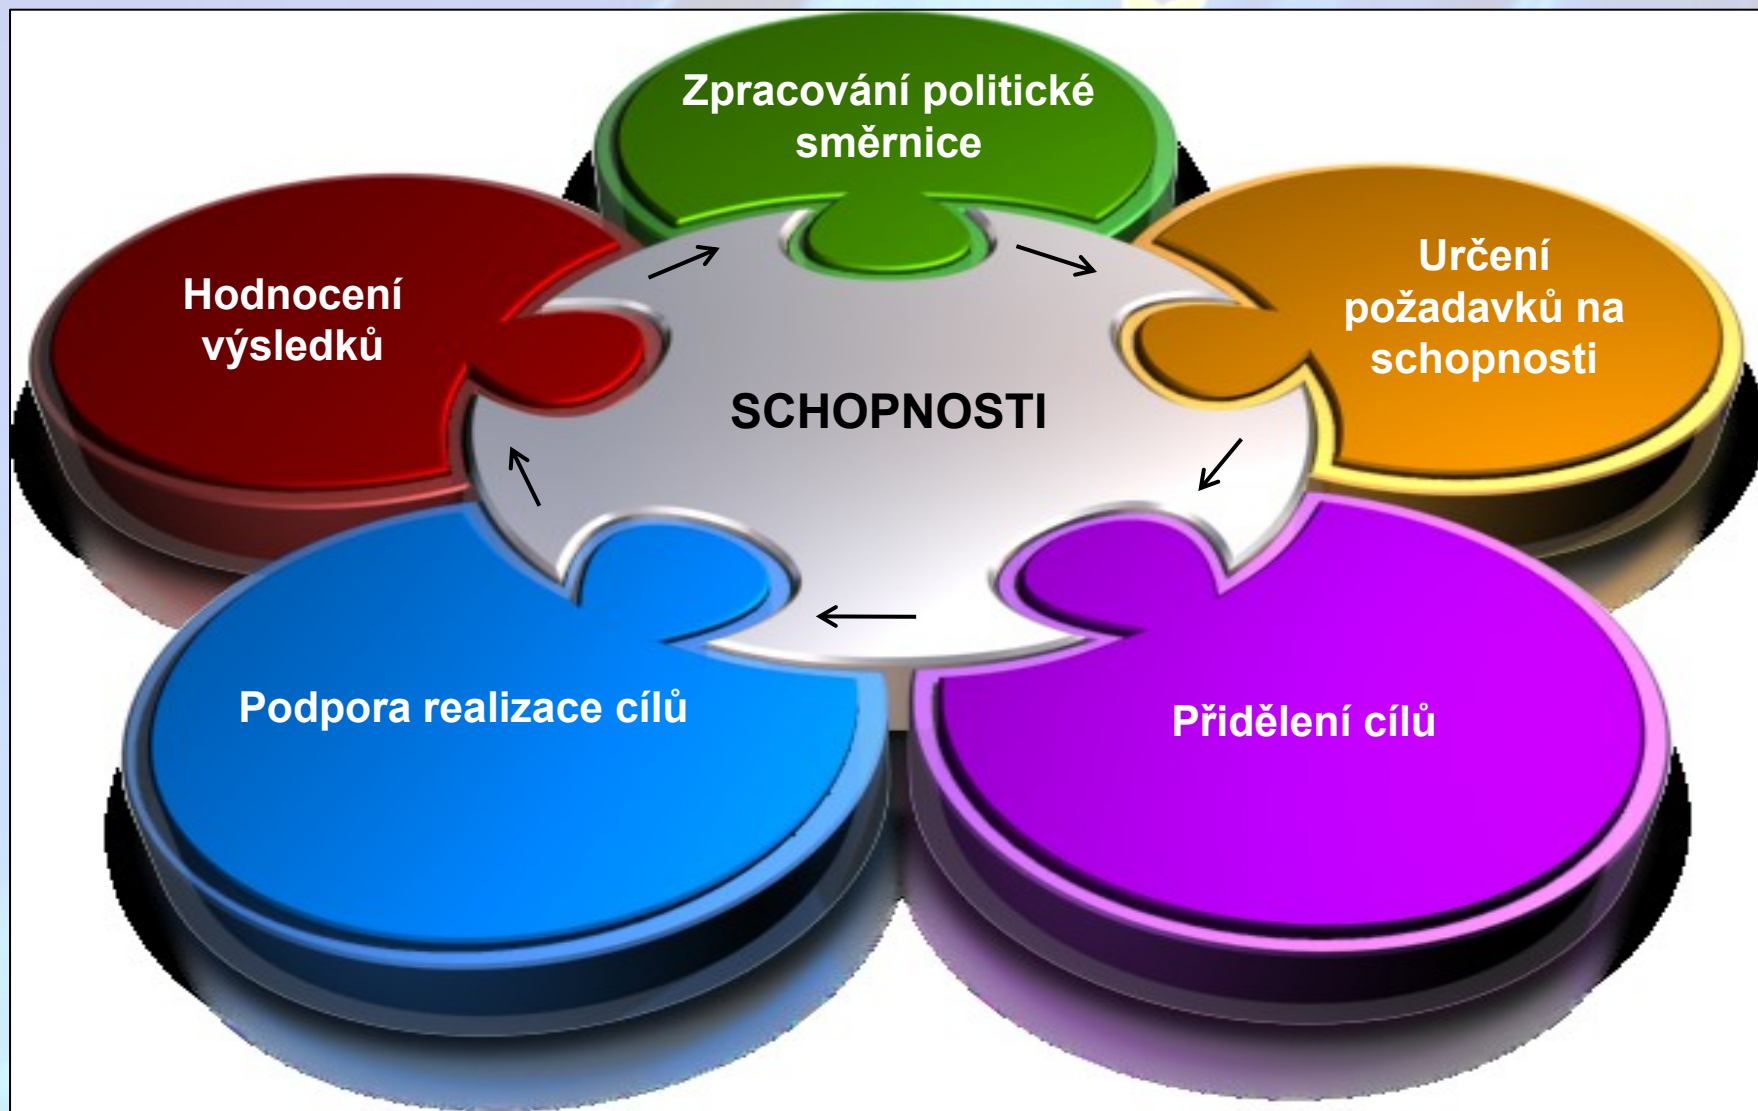 Zpracování politické
směrnice
Určení
požadavků na
schopnosti
Hodnocení
výsledků
SCHOPNOSTI
Podpora realizace cílů
Přidělení cílů